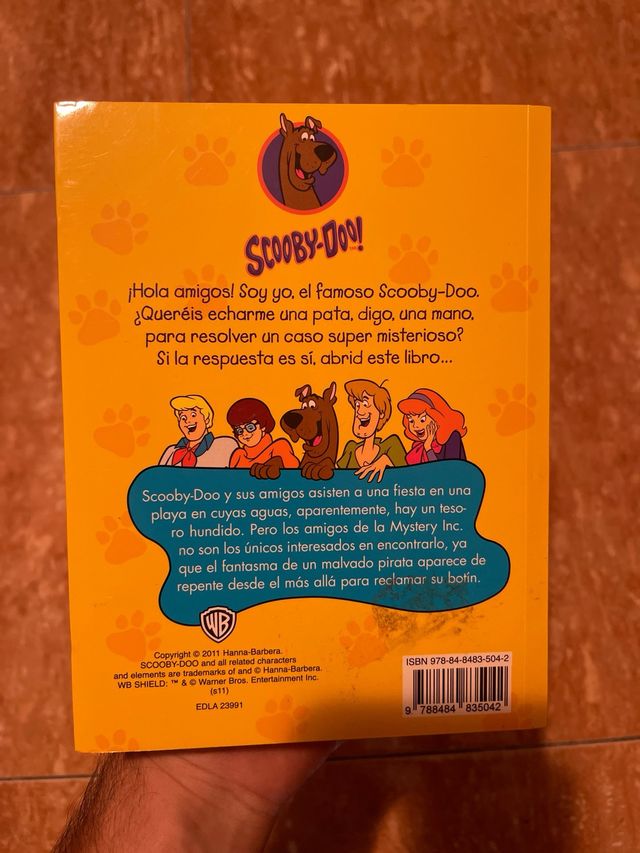 SCOOBY-DOO!
¡Hola amigos! Soy yo, el famoso Scooby-Doo.
¿Queréis echarme una pata, digo, una mano,
para resolver un caso super misterioso?
Si la respuesta es sí, abrid este libro...
Scooby-Doo y sus amigos asisten a una fiesta en una
playa en cuyas aguas, aparentemente, hay un teso-
ro hundido. Pero los amigos de la Mystery Inc.
no son los únicos interesados en encontrarlo, ya
que el fantasma de un malvado pirata aparece de
repente desde el más allá para reclamar su botín.
WB
Copyright © 2011 Hanna-Barbera.
SCOOBY-DOO and all related characters
and elements are trademarks of and © Hanna-Barbera.
WB SHIELD: ™ & © Warner Bros. Entertainment Inc.
(s11)
EDLA 23991
ISBN 978-84-8483-504-2
9 788484 835042